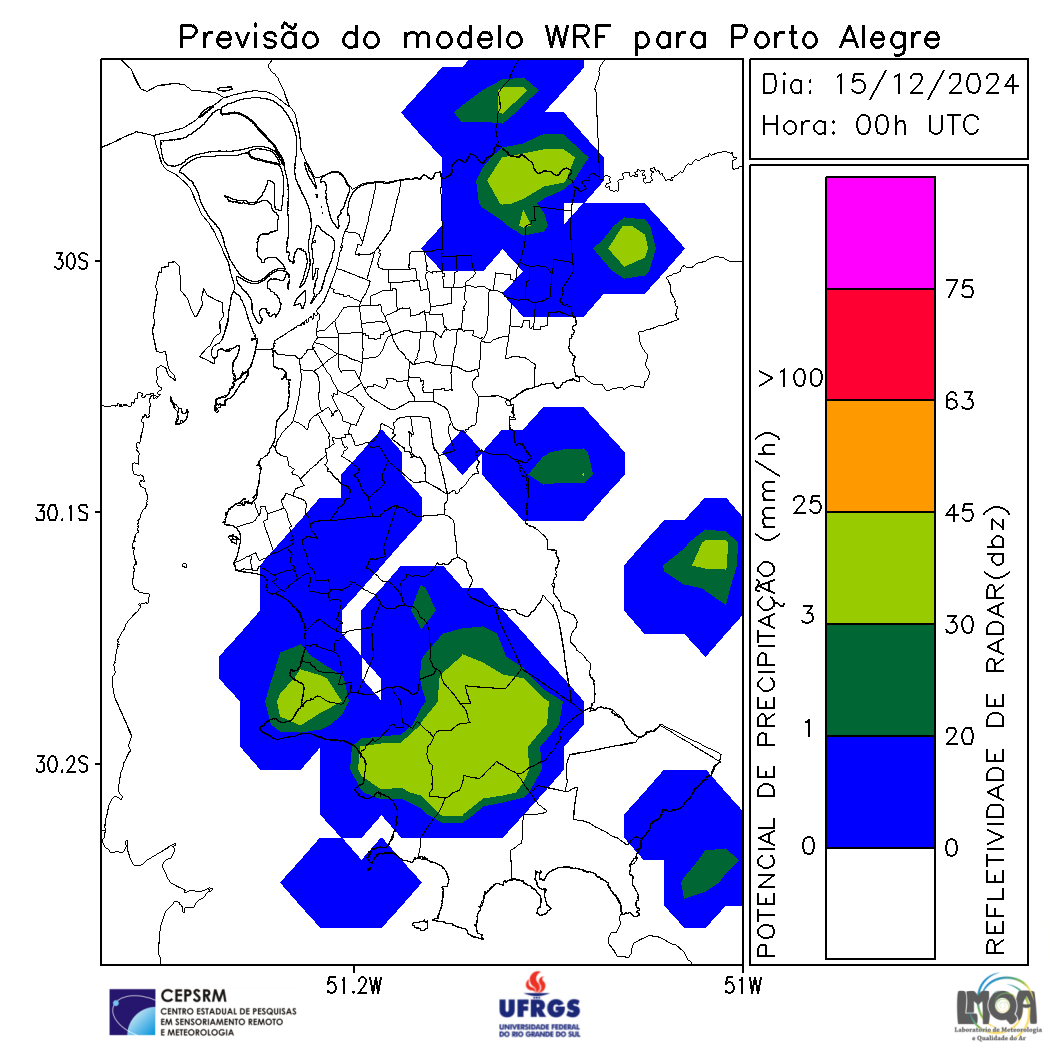 Previsão do modelo WRF para Porto Alegre
Dia: 15/12/2024
Hora: 00h UTC
30S
30.1S
30.2S
51.2W
51W
POTENCIAL DE PRECIPITAÇÃO (mm/h)
>100
25
3
1
0
75
63
45
30
20
0
REFLETIVIDADE DE RADAR(dbz)
CEPSRM
CENTRO ESTADUAL DE PESQUISAS
EM SENSORIAMENTO REMOTO
E METEOROLOGIA
UFRGS
UNIVERSIDADE FEDERAL
DO RIO GRANDE DO SUL
LMQA
Laboratório de Meteorologia
e Qualidade do Ar